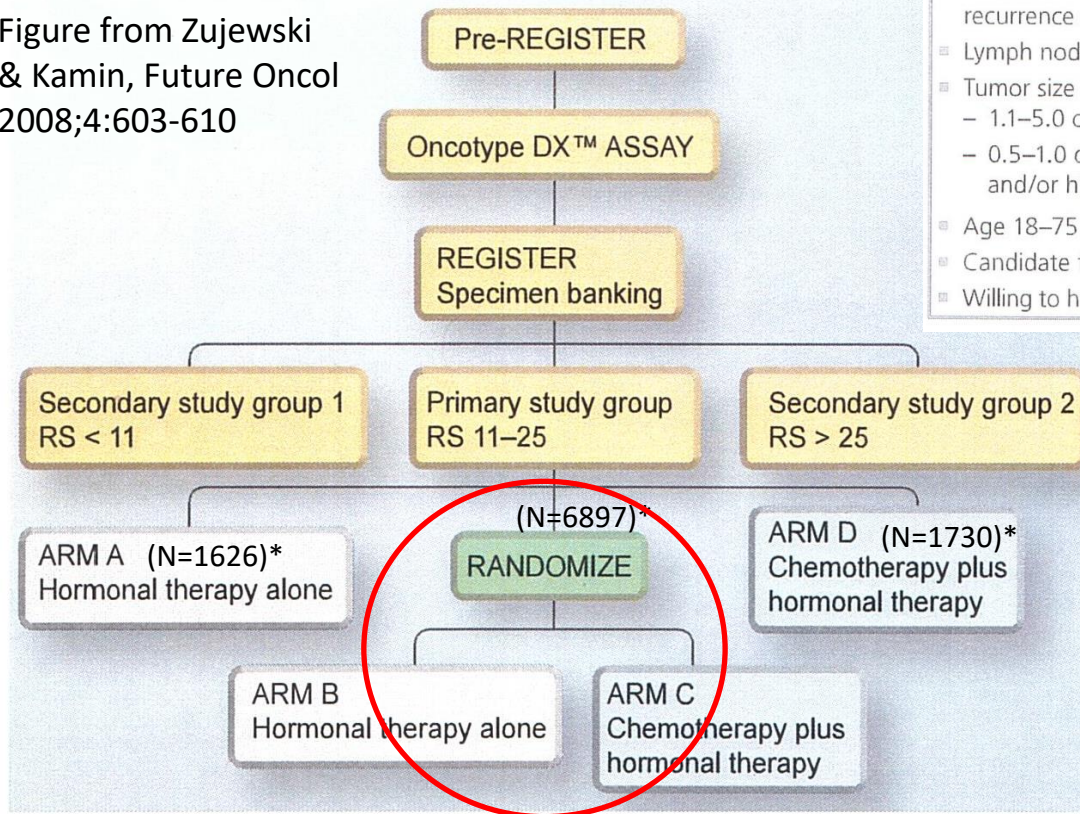 Figure from Zujewski
& Kamin, Future Oncol
2008;4:603-610
Pre-REGISTER
Oncotype DX™ ASSAY
REGISTER
Specimen banking
recurrence
Lymph nod
Tumor size
– 1.1–5.0 c
– 0.5–1.0 c
and/or h
Age 18–75
Candidate
Willing to h
Secondary study group 1
RS < 11
Primary study group
RS 11–25
Secondary study group 2
RS > 25
ARM A (N=1626)*
Hormonal therapy alone
(N=6897)*
RANDOMIZE
ARM D (N=1730)*
Chemotherapy plus
hormonal therapy
ARM B
Hormonal therapy alone
ARM C
Chemotherapy plus
hormonal therapy